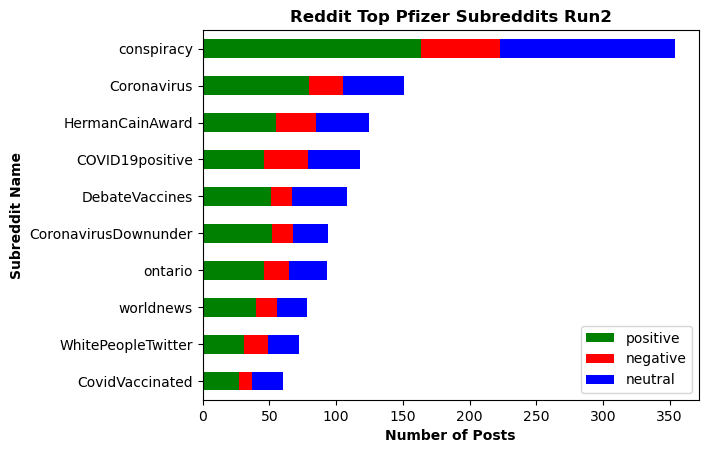 Reddit Top Pfizer Subreddits Run2
Subreddit Name
conspiracy
Coronavirus
HermanCainAward
COVID19positive
DebateVaccines
CoronavirusDownunder
ontario
worldnews
WhitePeopleTwitter
CovidVaccinated
positive
negative
neutral
0 50 100 150 200 250 300 350
Number of Posts